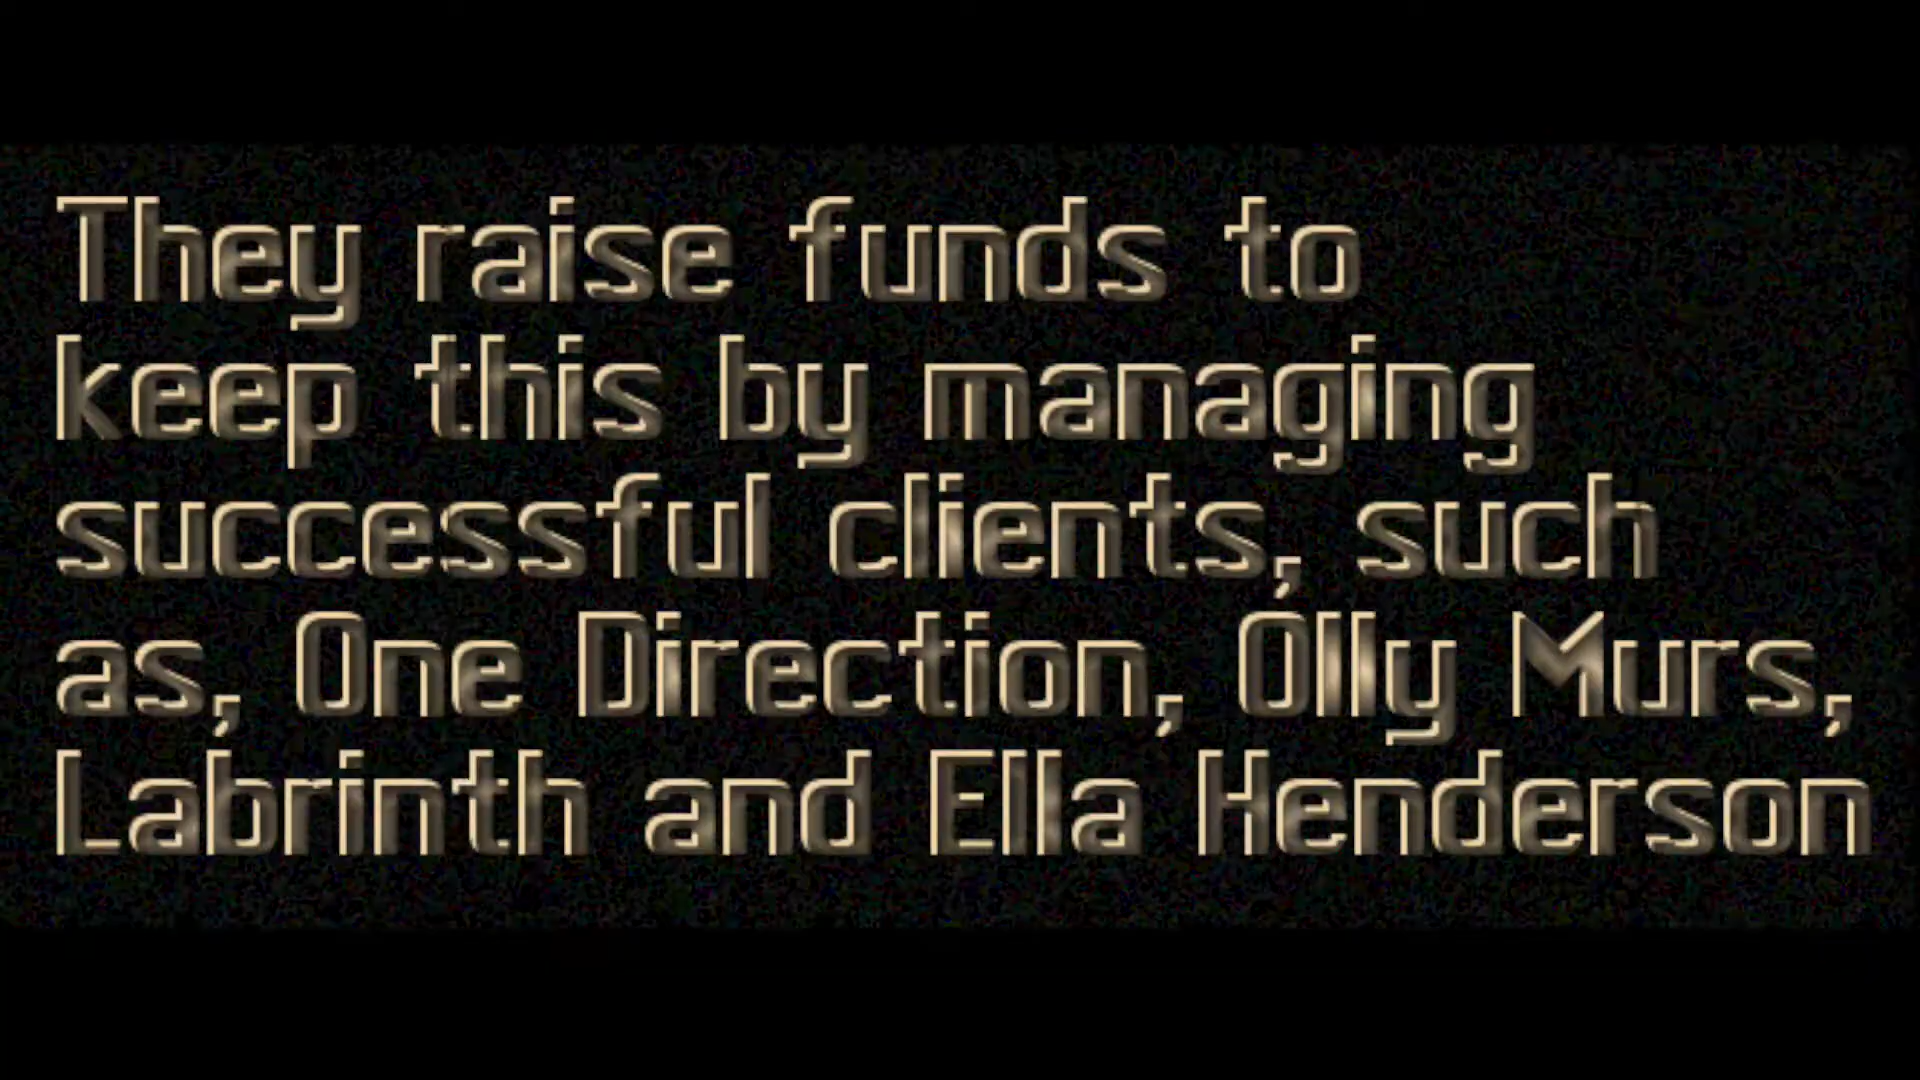 They raise funds to
keep this by managing
successful clients, such
as, One Direction, Olly Murs,
Labrinth and Ella Henderson